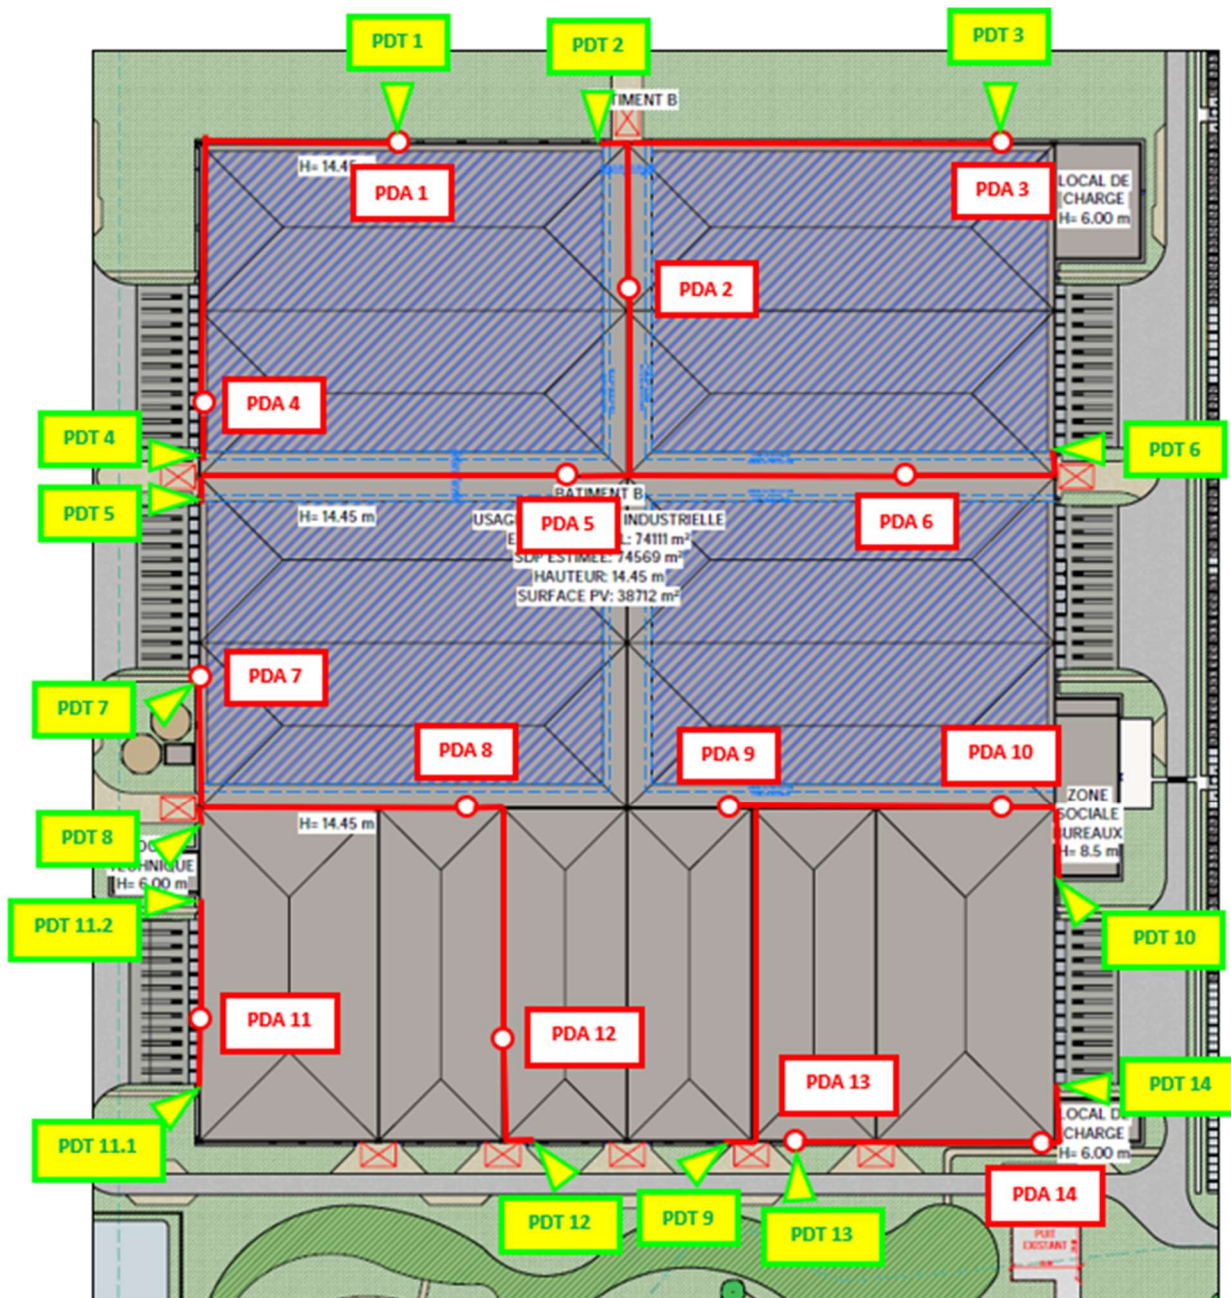 PDT 1
PDT 2
PDT 3
TIMENT B
H= 14.45
PDA 1
PDA 3
LOCAL DE
CHARGE
H= 6.00 m
PDA 2
PDA 4
PDT 4
PDT 6
PDT 5
BATIMENT B
H= 14.45 m
USAG INDUSTRIELLE
PDA 5
PDA 6
L: 74111 m²
SDP ESTIMEE: 74569 m²
HAUTEUR: 14.45 m
SURFACE PV: 38712 m²
PDA 7
PDT 7
PDA 8
PDA 9
PDA 10
ZONE
SOCIALE
BUREAUX
H= 8.5 m
H= 14.45 m
PDT 8
TECHNIQUE
H= 6.00 m
PDT 11.2
PDT 10
PDA 11
PDA 12
PDA 13
PDT 14
LOCAL DE
CHARGE
H= 6.00 m
PDT 11.1
PDA 14
PDT 12
PDT 9
PDT 13
PUIT
EXISTANT